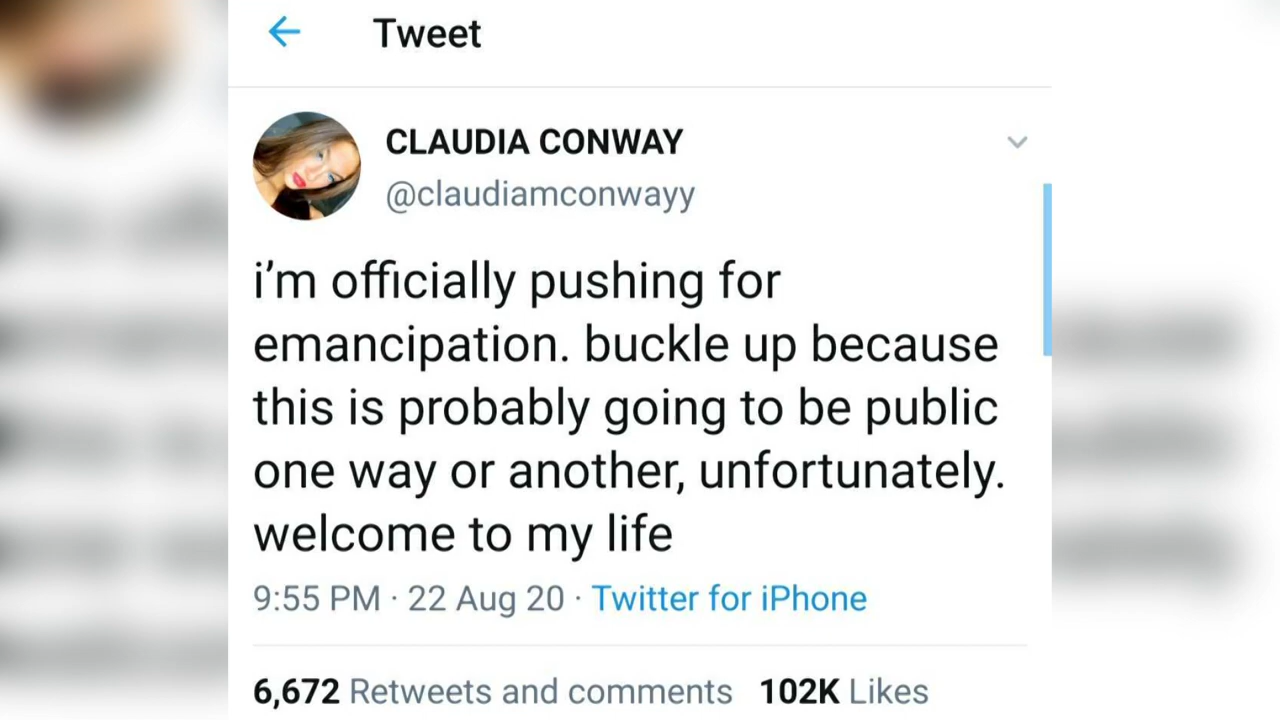 Tweet
CLAUDIA CONWAY
@claudiamconwayy
i'm officially pushing for
emancipation. buckle up because
this is probably going to be public
one way or another, unfortunately.
welcome to my life
9:55 PM · 22 Aug 20 · Twitter for iPhone
6,672 Retweets and comments 102K Likes